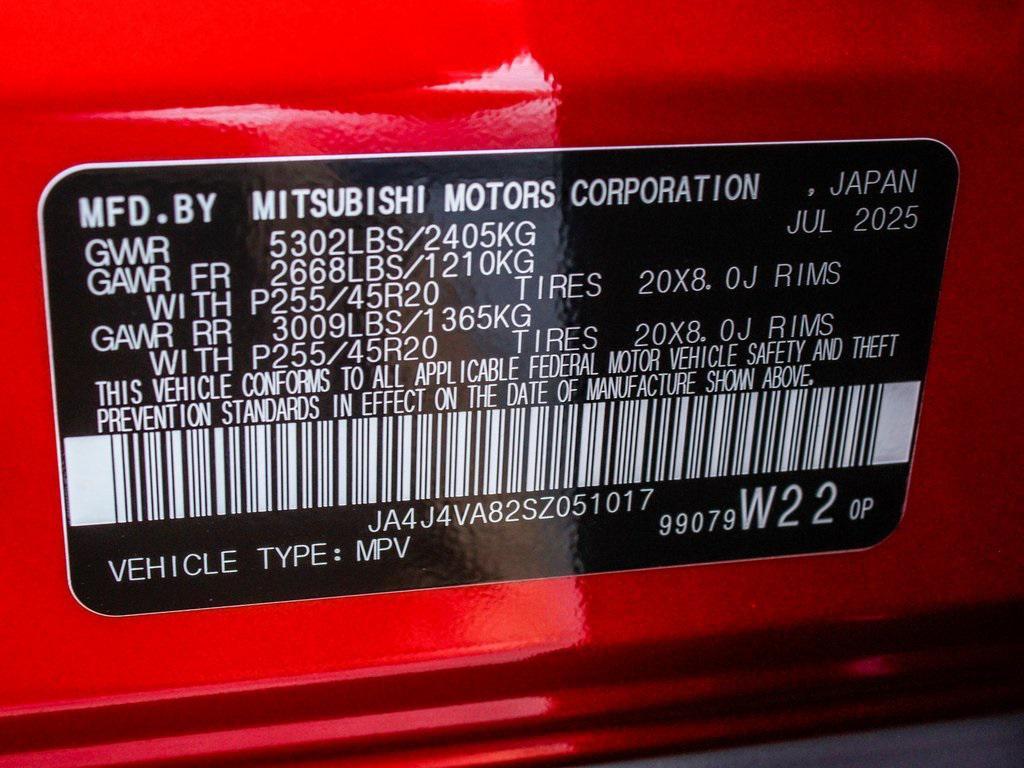 MFD.BY MITSUBISHI MOTORS CORPORATION , JAPAN
JUL 2025
GWWR 5302LBS/2405KG
GAWR FR 2668LBS/1210KG
WITH P255/45R20 TIRES 20X8.0J RIMS
GAWR RR 3009LBS/1365KG
WITH P255/45R20 TIRES 20X8.0J RIMS
THIS VEHICLE CONFORMS TO ALL APPLICABLE FEDERAL MOTOR VEHICLE SAFETY AND THEFT
PREVENTION STANDARDS IN EFFECT ON THE DATE OF MANUFACTURE SHOWN ABOVE.
JA4J4VA82SZ051017
99079W22 0P
VEHICLE TYPE: MPV